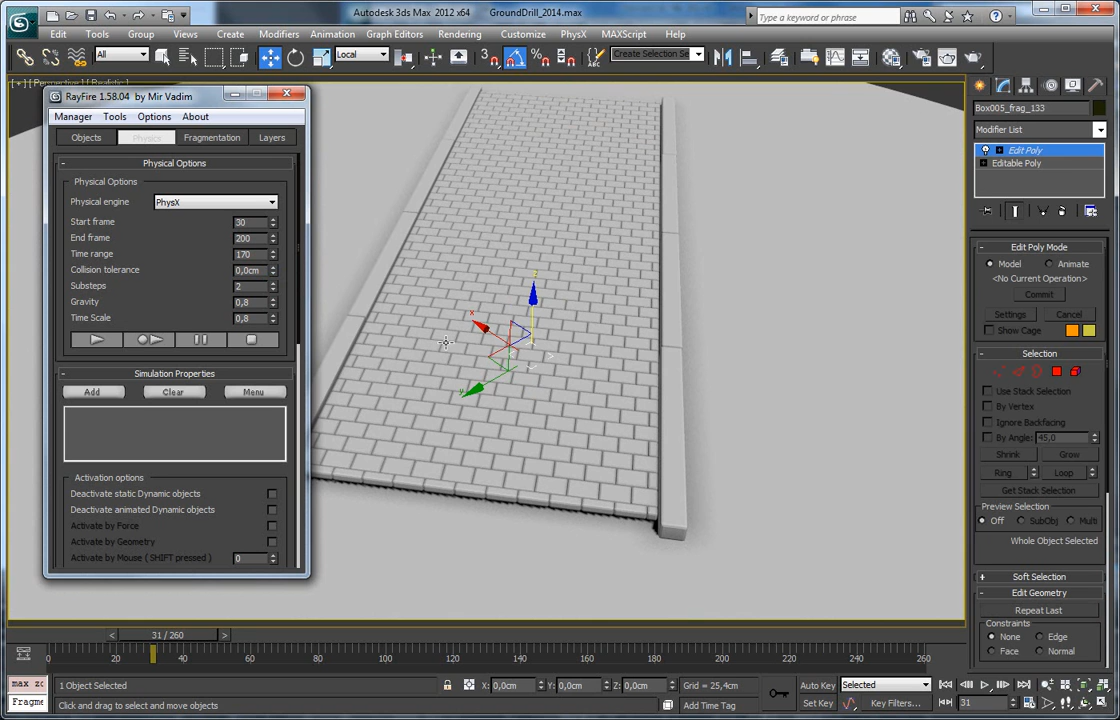 Autodesk 3ds Max 2012 x64 GroundDrill_2014.max
Type a keyword or phrase
Edit Tools Group Views Create Modifiers Animation Graph Editors Rendering Customize PhysX MAXScript Help
All
Local
Create Selection Se
RayFire 1.58.04 by Mir Vadim
Manager Tools Options About
Objects Physics Fragmentation Layers
Physical Options
Physical Options
Physical engine PhysX
Start frame 30
End frame 200
Time range 170
Collision tolerance 0,0cm
Substeps 2
Gravity 0,8
Time Scale 0,8
Simulation Properties
Add Clear Menu
Activation options
Deactivate static Dynamic objects
Deactivate animated Dynamic objects
Activate by Force
Activate by Geometry
Activate by Mouse ( SHIFT pressed ) 0
x
y
z
Box005_frag_133
Modifier List
Edit Poly
Editable Poly
Edit Poly Mode
Model Animate
<No Current Operation>
Commit
Settings Cancel
Show Cage
Selection
Use Stack Selection
By Vertex
Ignore Backfacing
By Angle: 45,0
Shrink Grow
Ring Loop
Get Stack Selection
Preview Selection
Off SubObj Multi
Whole Object Selected
Soft Selection
Edit Geometry
Repeat Last
Constraints
None Edge
Face Normal
< 31 / 260 >
0 20 40 60 80 100 120 140 160 180 200 220 240 260
max zo
Fragme
1 Object Selected
X: 0,0cm Y: 0,0cm Z: 0,0cm Grid = 25,4cm
Click and drag to select and move objects
Add Time Tag
Auto Key Selected
Set Key Key Filters...
31